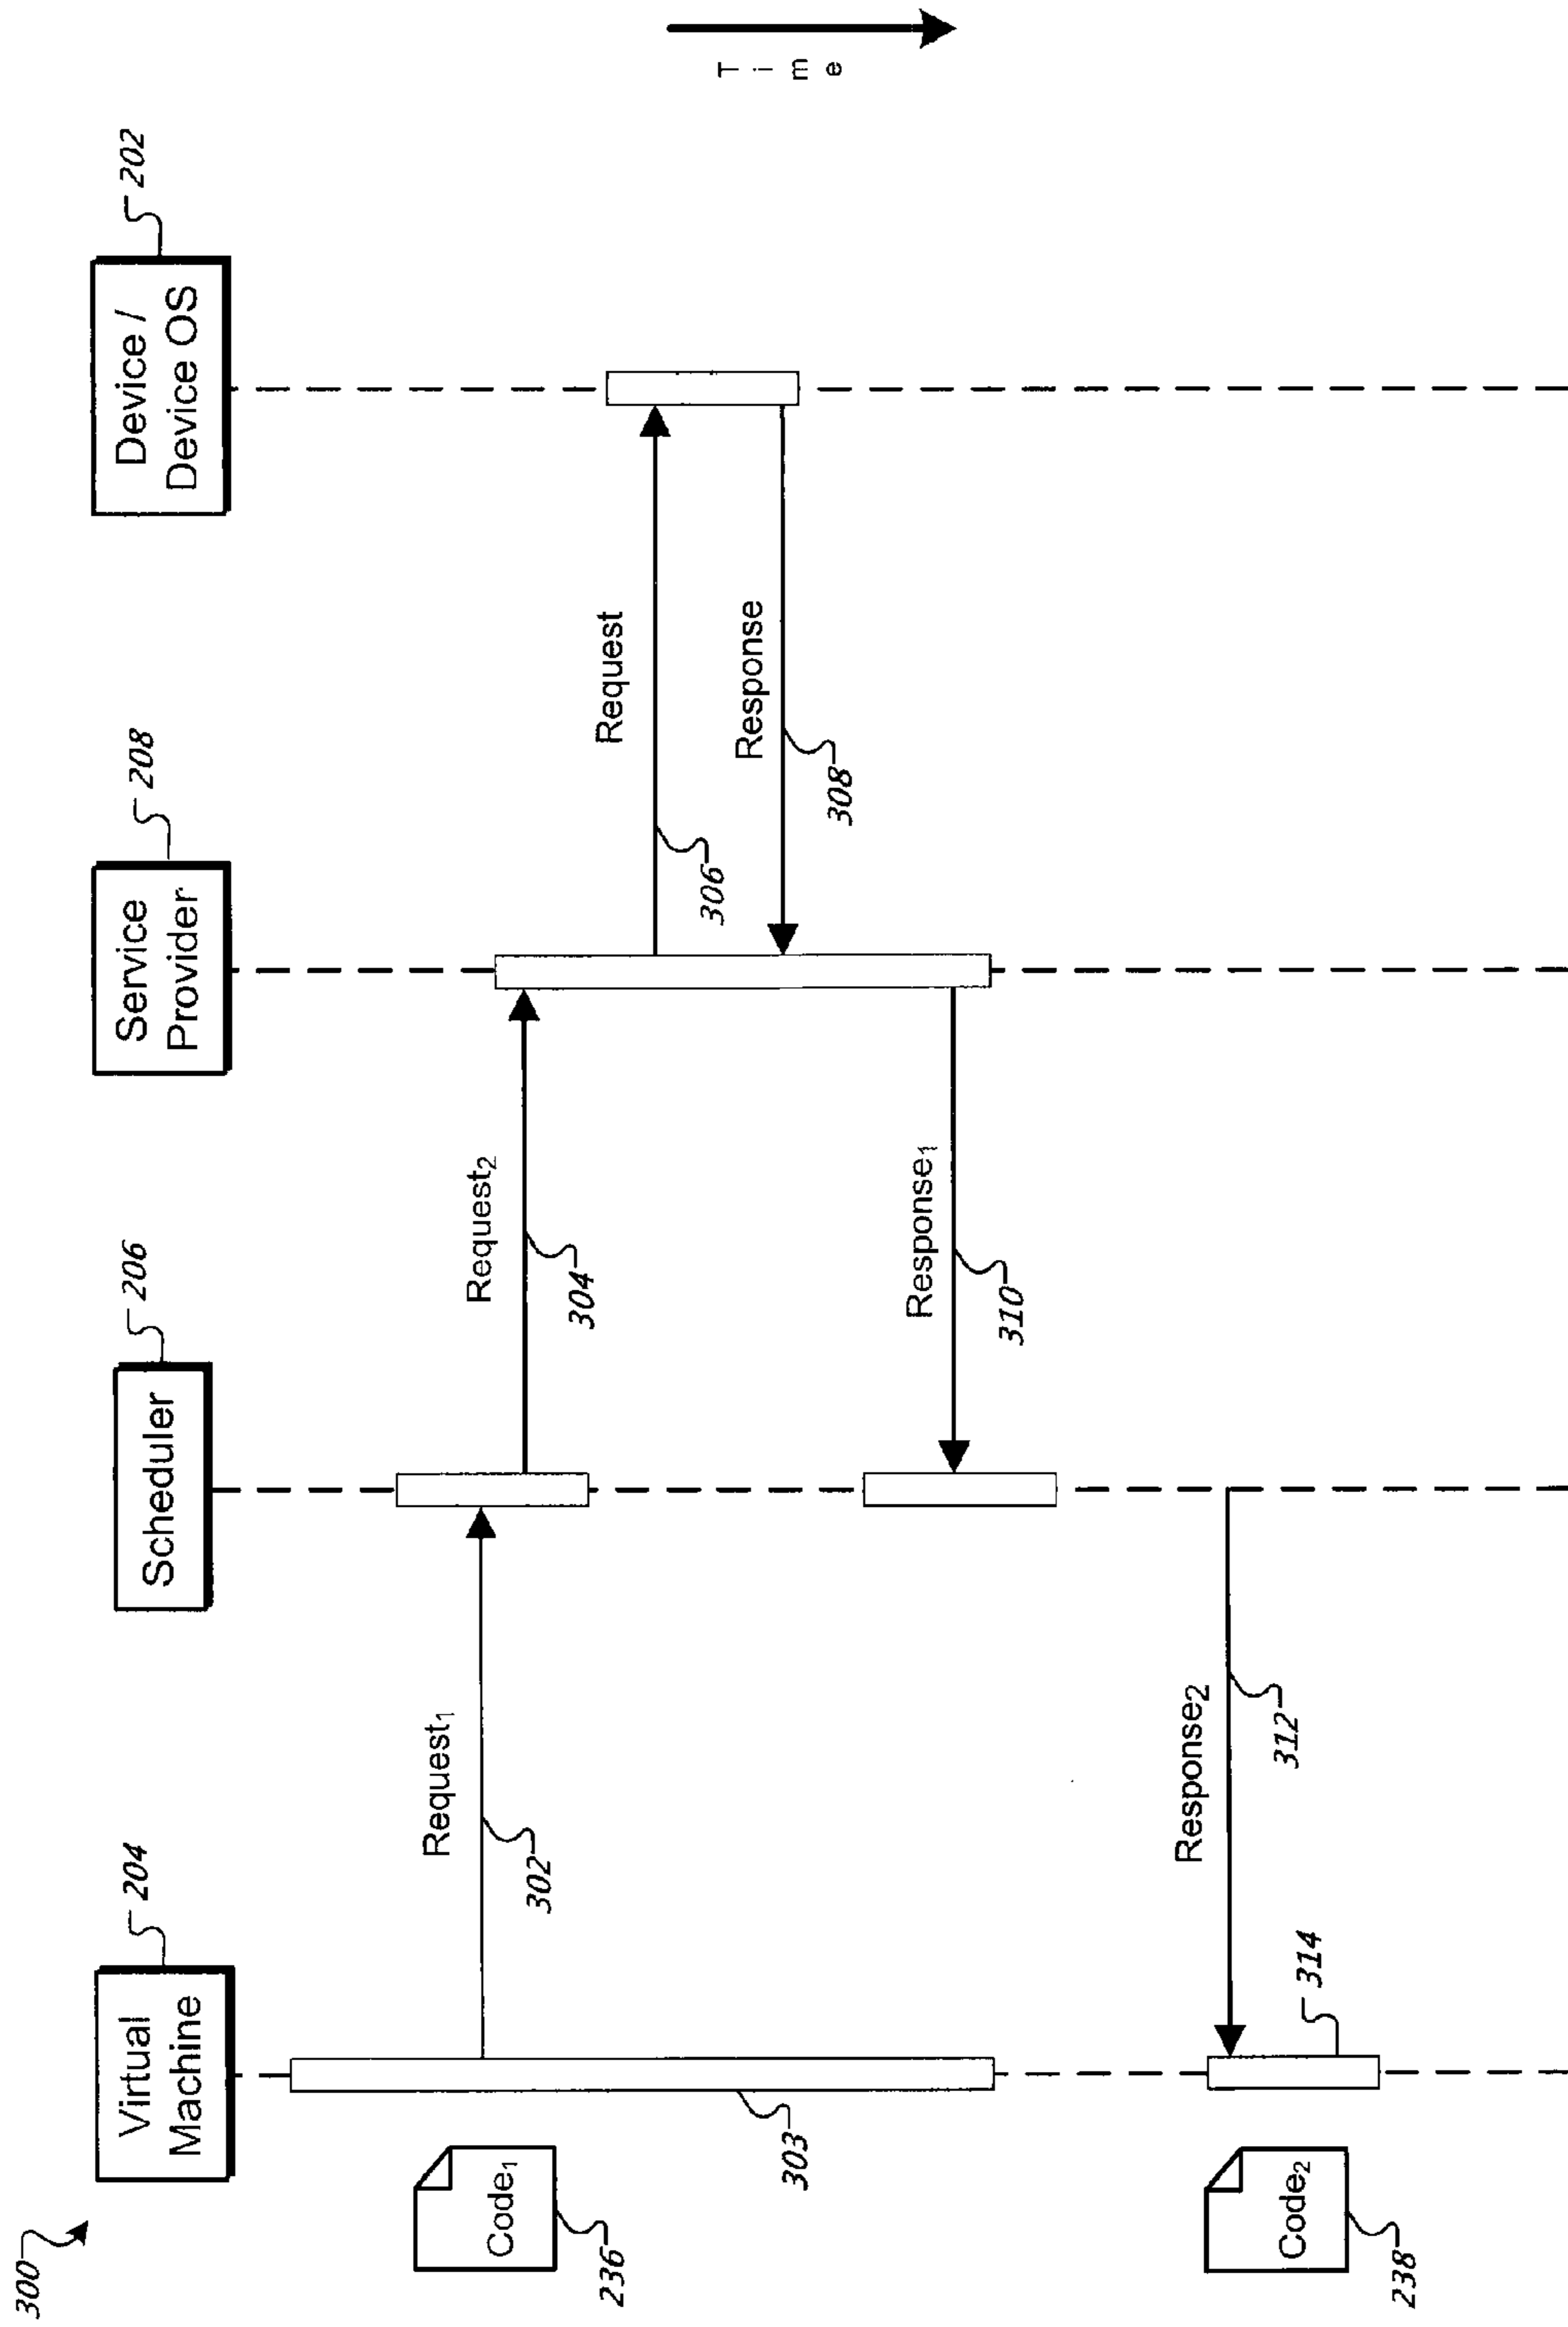 300
Virtual
Machine
204
Scheduler
206
Service
Provider
208
Device /
Device OS
202
Code₁
236
303
Request₁
302
Request₂
304
Request
306
Response
308
Response₁
310
Response₂
312
Code₂
238
314
Time